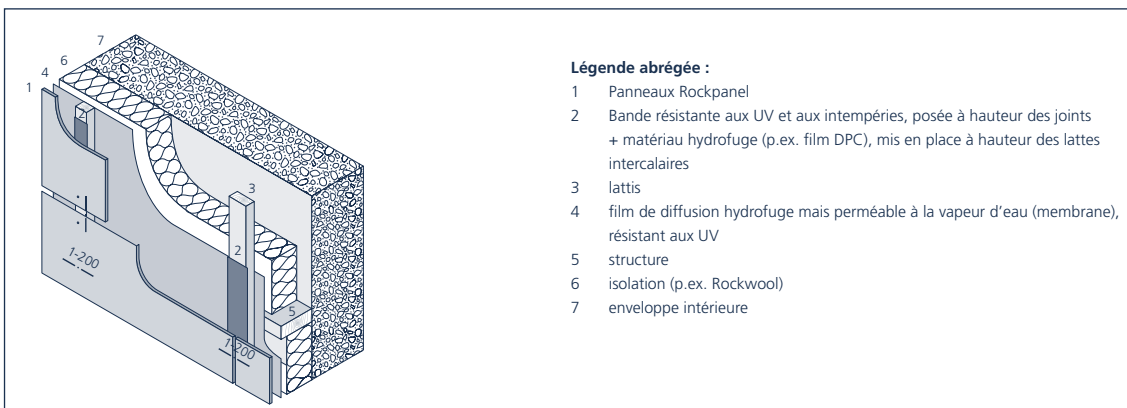 7
6
4
1
2
3
2
5
1-200
1-200
Légende abrégée :
1 Panneaux Rockpanel
2 Bande résistante aux UV et aux intempéries, posée à hauteur des joints
+ matériau hydrofuge (p.ex. film DPC), mis en place à hauteur des lattes
intercalaires
3 lattis
4 film de diffusion hydrofuge mais perméable à la vapeur d’eau (membrane),
résistant aux UV
5 structure
6 isolation (p.ex. Rockwool)
7 enveloppe intérieure